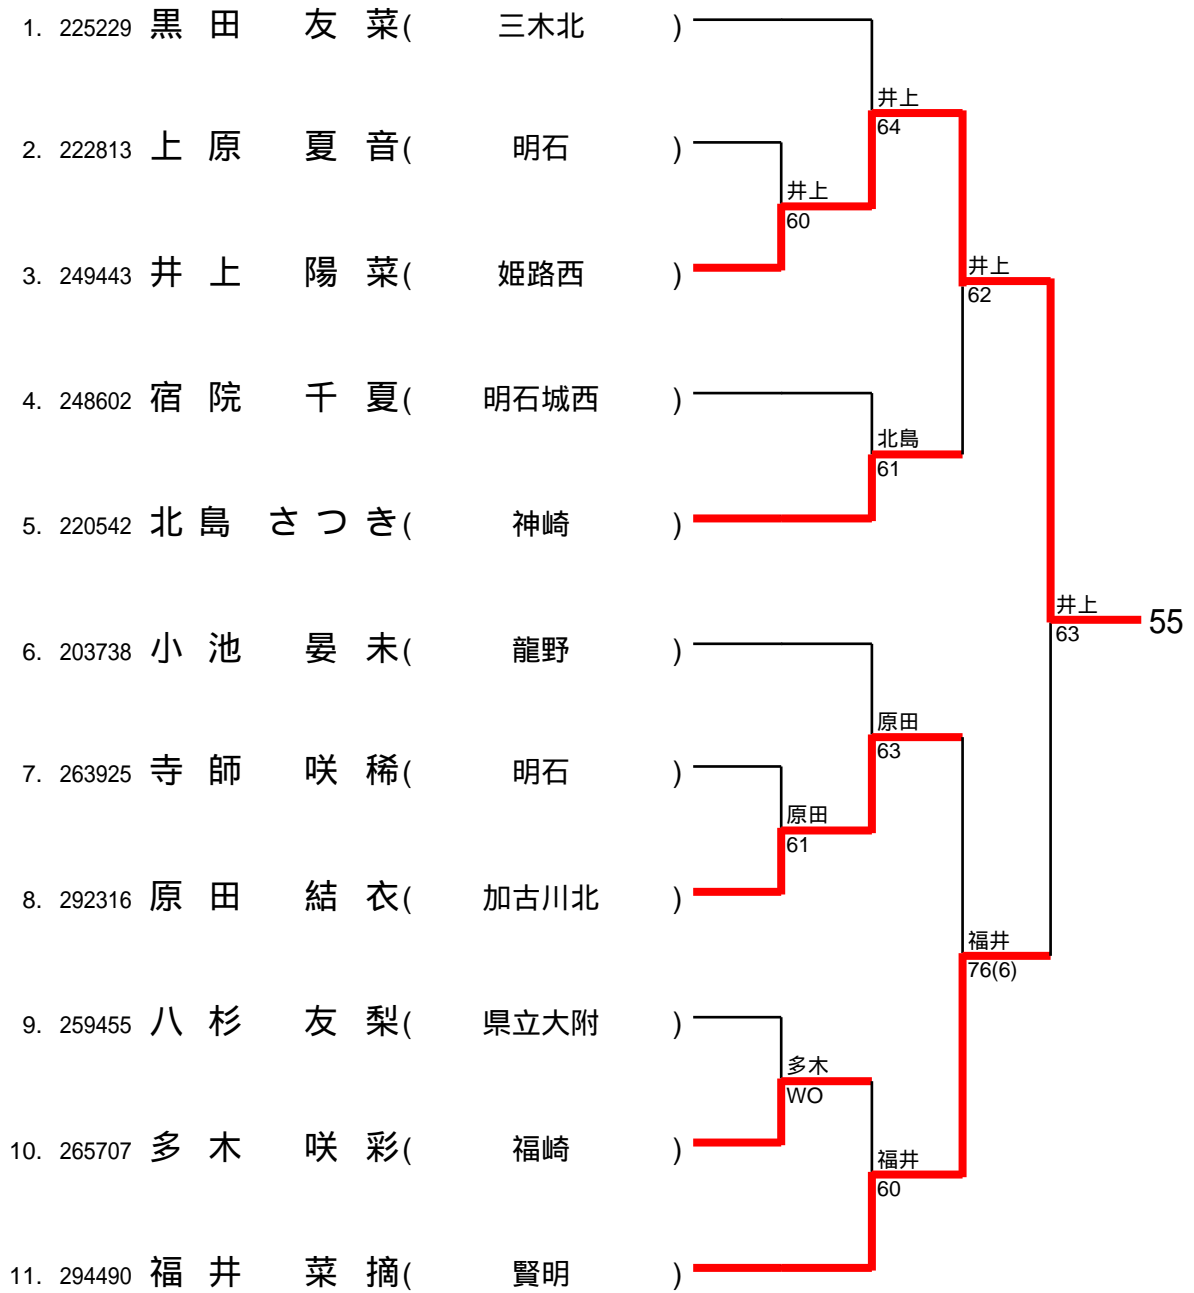 1. 225229 黒田 友菜( 三木北 )
井上
64
2. 222813 上原 夏音( 明石 )
井上
60
3. 249443 井上 陽菜( 姫路西 )
井上
62
4. 248602 宿院 千夏( 明石城西 )
北島
61
5. 220542 北島 さつき( 神崎 )
井上
63
55
6. 203738 小池 晏未( 龍野 )
原田
63
7. 263925 寺師 咲稀( 明石 )
原田
61
8. 292316 原田 結衣( 加古川北 )
福井
76(6)
9. 259455 八杉 友梨( 県立大附 )
多木
WO
10. 265707 多木 咲彩( 福崎 )
福井
60
11. 294490 福井 菜摘( 賢明 )